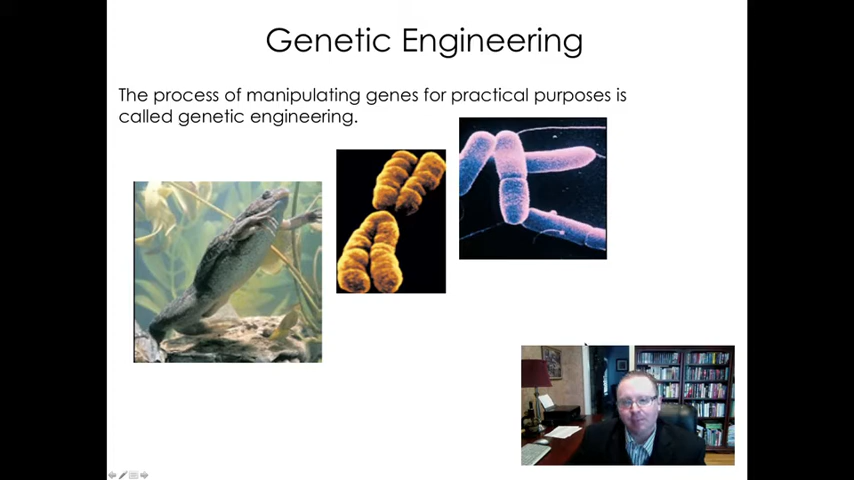 Genetic Engineering
The process of manipulating genes for practical purposes is
called genetic engineering.